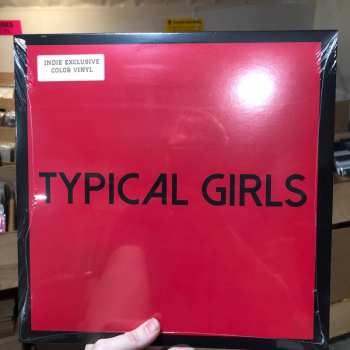 INDIE EXCLUSIVE
COLOR VINYL
TYPICAL GIRLS